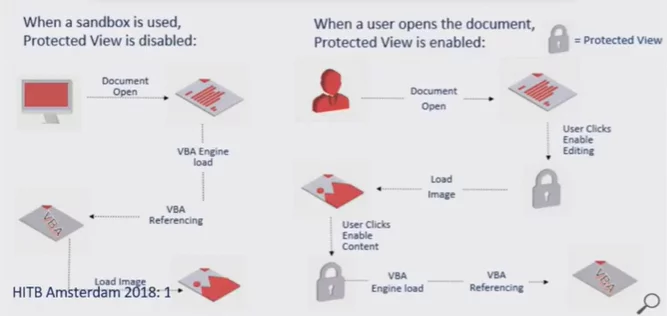 When a sandbox is used,
Protected View is disabled:
Document
Open
VBA Engine
load
VBA
Referencing
VBA
Load Image
HITB Amsterdam 2018: 1
When a user opens the document,
Protected View is enabled:
= Protected View
Document
Open
User Clicks
Enable
Editing
Load
Image
User Clicks
Enable
Content
VBA
Engine load
VBA
Referencing
VBA